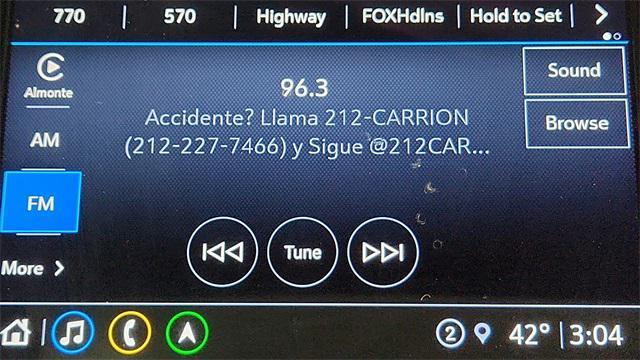 770 570 Highway FOXHdlns Hold to Set
Almonte
AM
FM
More
96.3
Accidente? Llama 212-CARRION
(212-227-7466) y Sigue @212CAR...
Sound
Browse
Tune
2 42° 3:04